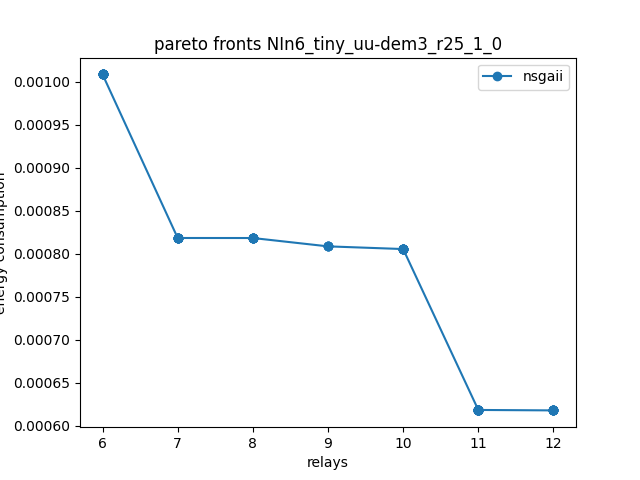 pareto fronts NIn6_tiny_uu-dem3_r25_1_0
nsgaii
0.00100
0.00095
0.00090
0.00085
0.00080
0.00075
0.00070
0.00065
0.00060
energy consumption
6 7 8 9 10 11 12
relays